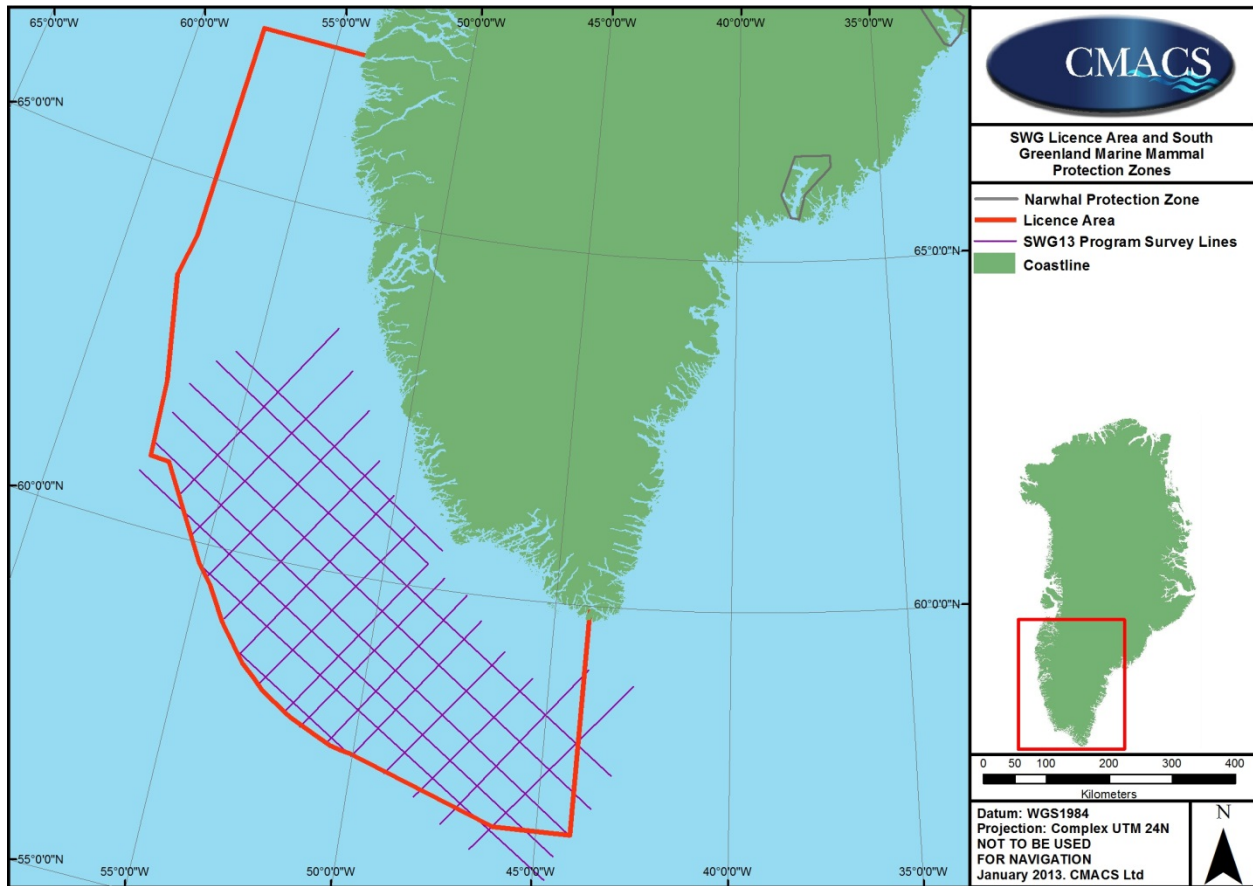 65°0'0"W
60°0'0"W
55°0'0"W
50°0'0"W
45°0'0"W
40°0'0"W
35°0'0"W
65°0'0"N
65°0'0"N
60°0'0"N
60°0'0"N
55°0'0"N
55°0'0"W
50°0'0"W
45°0'0"W
40°0'0"W
CMACS
SWG Licence Area and South
Greenland Marine Mammal
Protection Zones
Narwhal Protection Zone
Licence Area
SWG13 Program Survey Lines
Coastline
0 50 100 200 300 400
Kilometers
Datum: WGS1984
Projection: Complex UTM 24N
NOT TO BE USED
FOR NAVIGATION
January 2013. CMACS Ltd
N